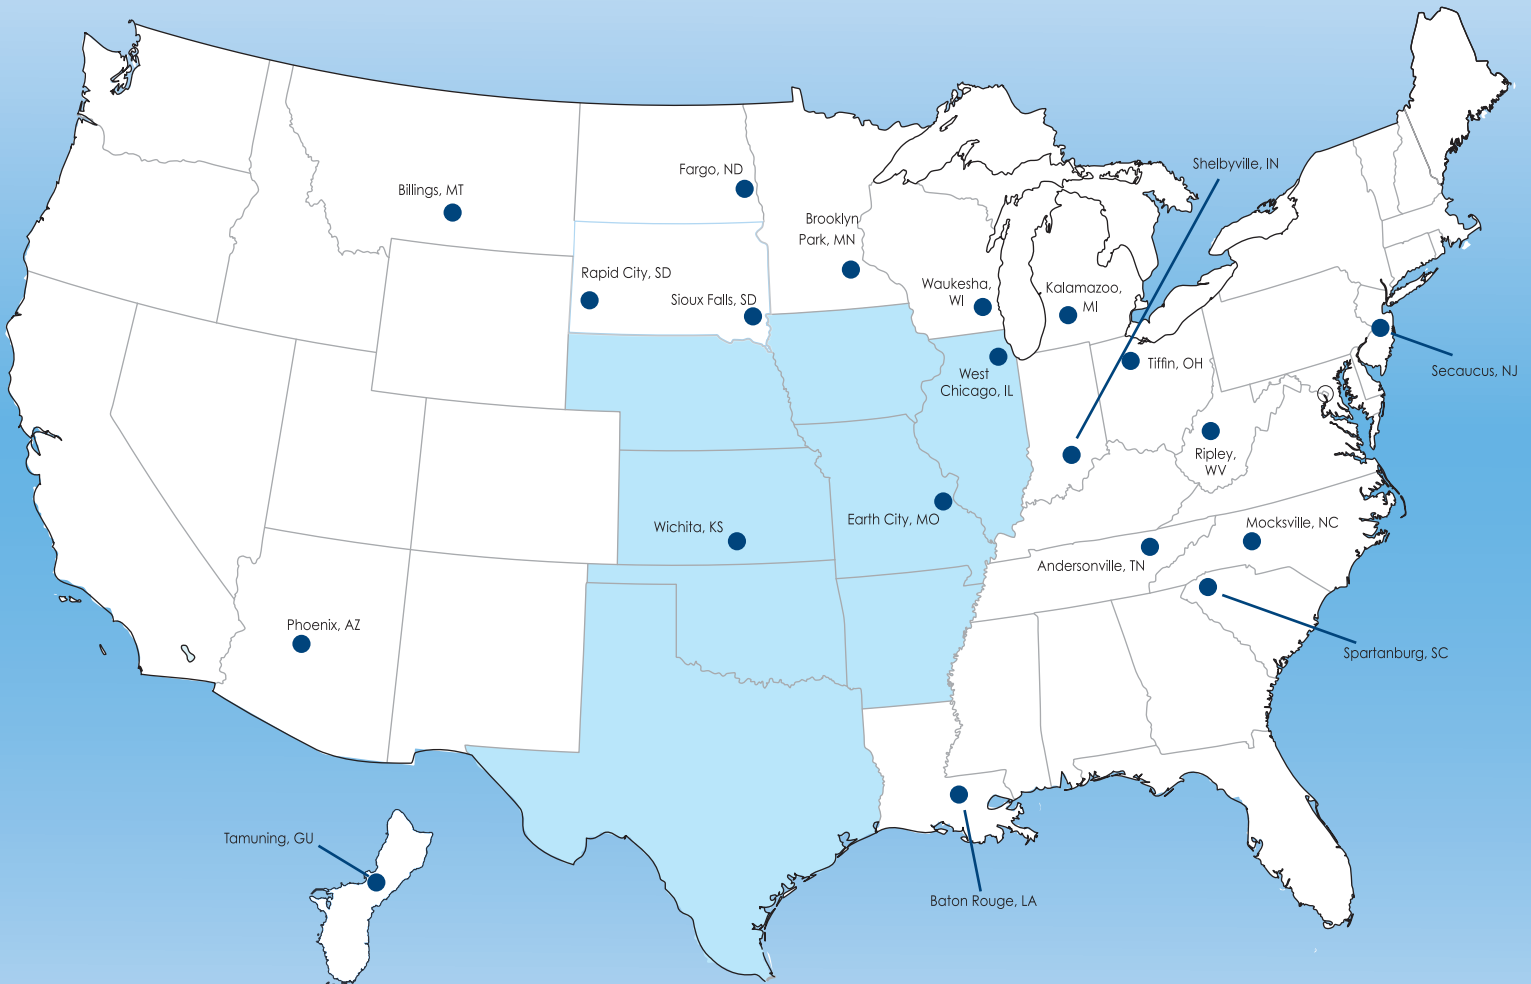 Shelbyville, IN
Fargo, ND
Billings, MT
Brooklyn
Park, MN
Rapid City, SD
Sioux Falls, SD
Waukesha,
WI
Kalamazoo,
MI
Tiffin, OH
West
Chicago, IL
Secaucus, NJ
Ripley,
WV
Earth City, MO
Wichita, KS
Mocksville, NC
Andersonville, TN
Phoenix, AZ
Spartanburg, SC
Tamuning, GU
Baton Rouge, LA